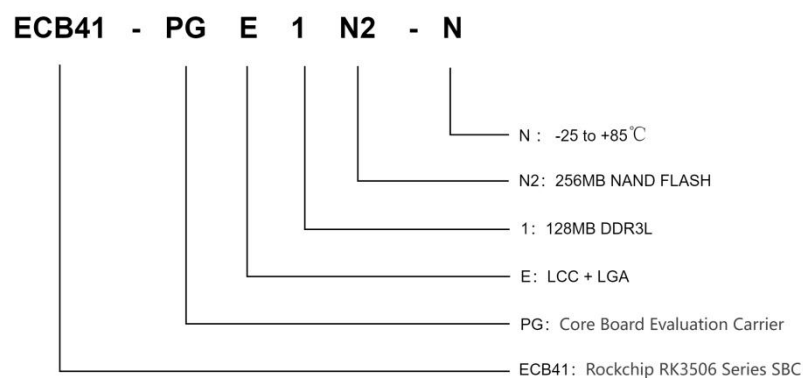 ECB41 - PG E 1 N2 - N
N： -25 to +85℃
N2：256MB NAND FLASH
1：128MB DDR3L
E：LCC + LGA
PG：Core Board Evaluation Carrier
ECB41：Rockchip RK3506 Series SBC